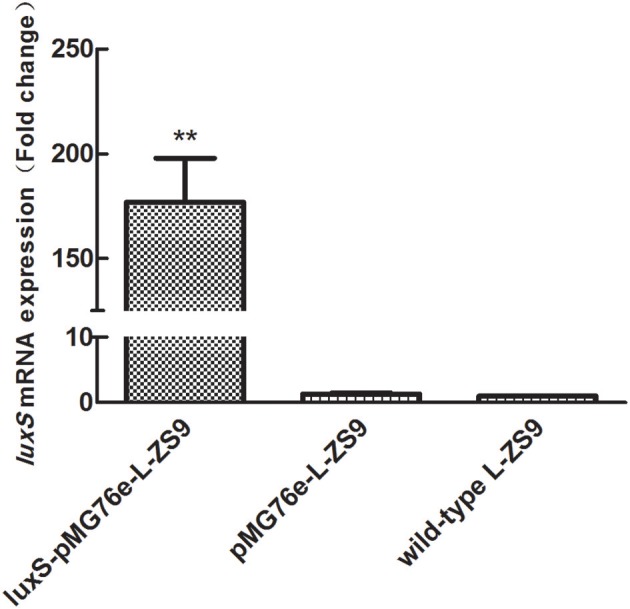 luxS mRNA expression (Fold change)
250
200
150
10
0
**
luxS-pMG76e-L-ZS9
pMG76e-L-ZS9
wild-type L-ZS9